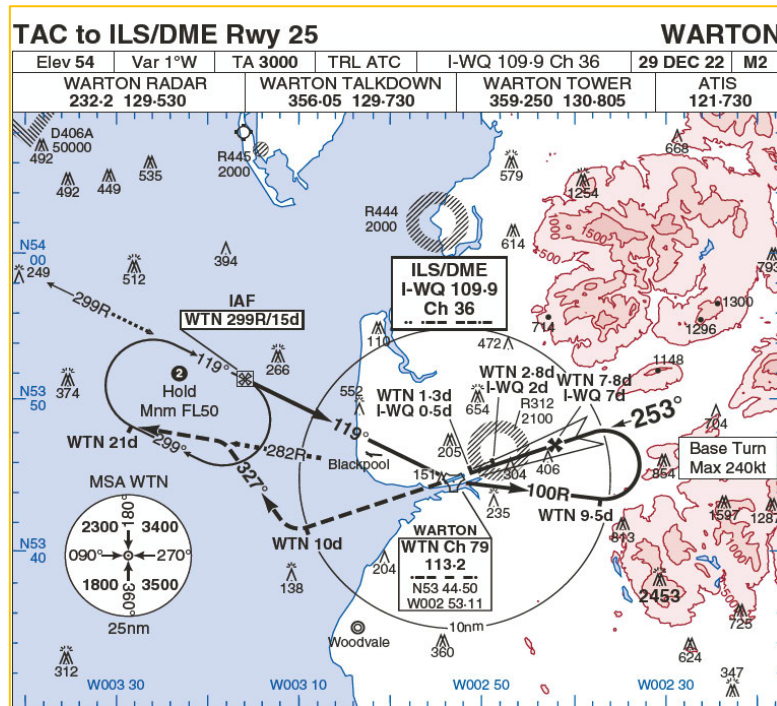 TAC to ILS/DME Rwy 25 WARTON
Elev 54 Var 1°W TA 3000 TRL ATC I-WQ 109·9 Ch 36 29 DEC 22 M2
WARTON RADAR WARTON TALKDOWN WARTON TOWER ATIS
232·2 129·530 356·05 129·730 359·250 130·805 121·730
D406A
50000
492
492
449
535
R445
2000
579
1254
668
R444
2000
614
500
500
793
N54
00
249
512
394
299R
IAF
WTN 299R/15d
ILS/DME
I-WQ 109·9
Ch 36
119°
2
Hold
Mnm FL50
266
110
472
714
1300
1296
1148
N53
50
374
552
WTN 1·3d
I-WQ 0·5d
WTN 2·8d
I-WQ 2d
WTN 7·8d
I-WQ 7d
R312
2100
654
253°
704
WTN 21d
299°
282R
119°
Blackpool
205
151
304
406
Base Turn
Max 240kt
854
327°
100R
235
WTN 9·5d
1597
1287
MSA WTN
180°
2300 3400
090° 270°
1800 3500
360°
25nm
WTN 10d
WARTON
WTN Ch 79
113·2
N53 44·50
W002 53·11
N53
40
813
138
204
2453
725
10nm
Woodvale
360
624
347
312
W003 30 W003 10 W002 50 W002 30